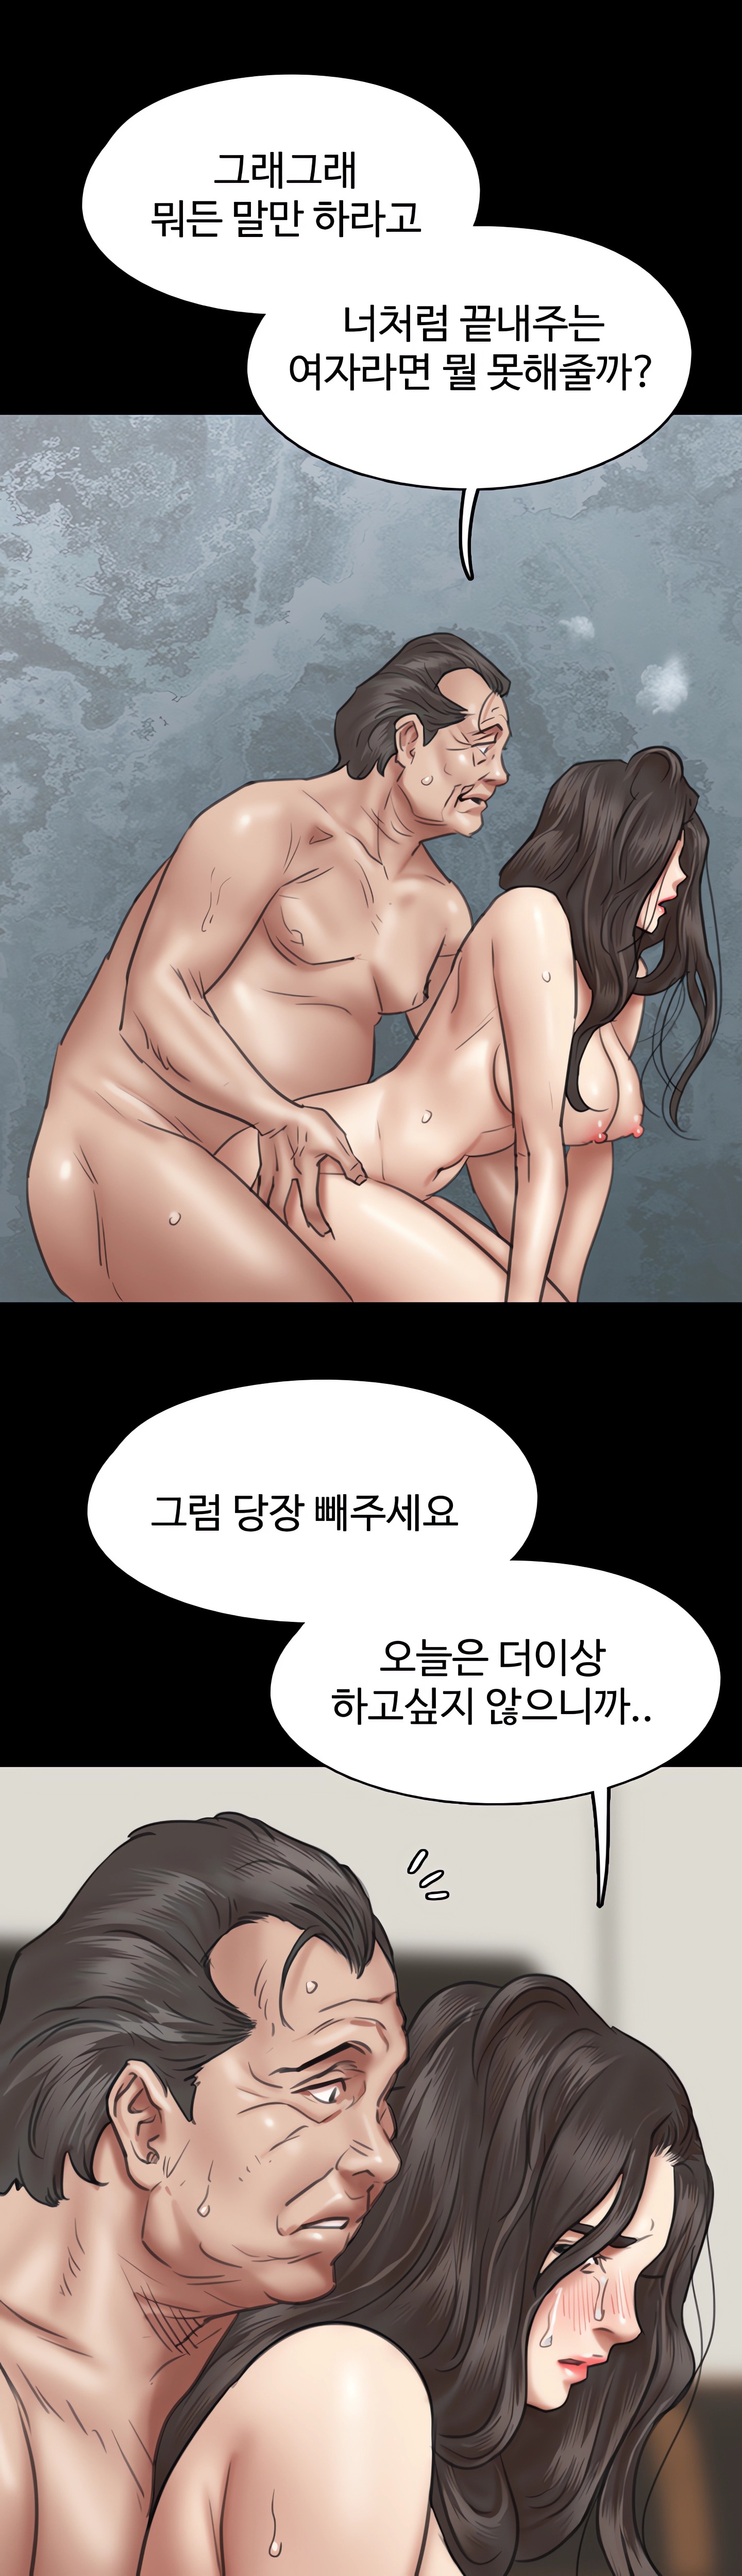 그래그래
뭐든 말만 하라고
너처럼 끝내주는
여자라면 뭘 못해줄까?
그럼 당장 빼주세요
오늘은 더이상
하고싶지 않으니까..